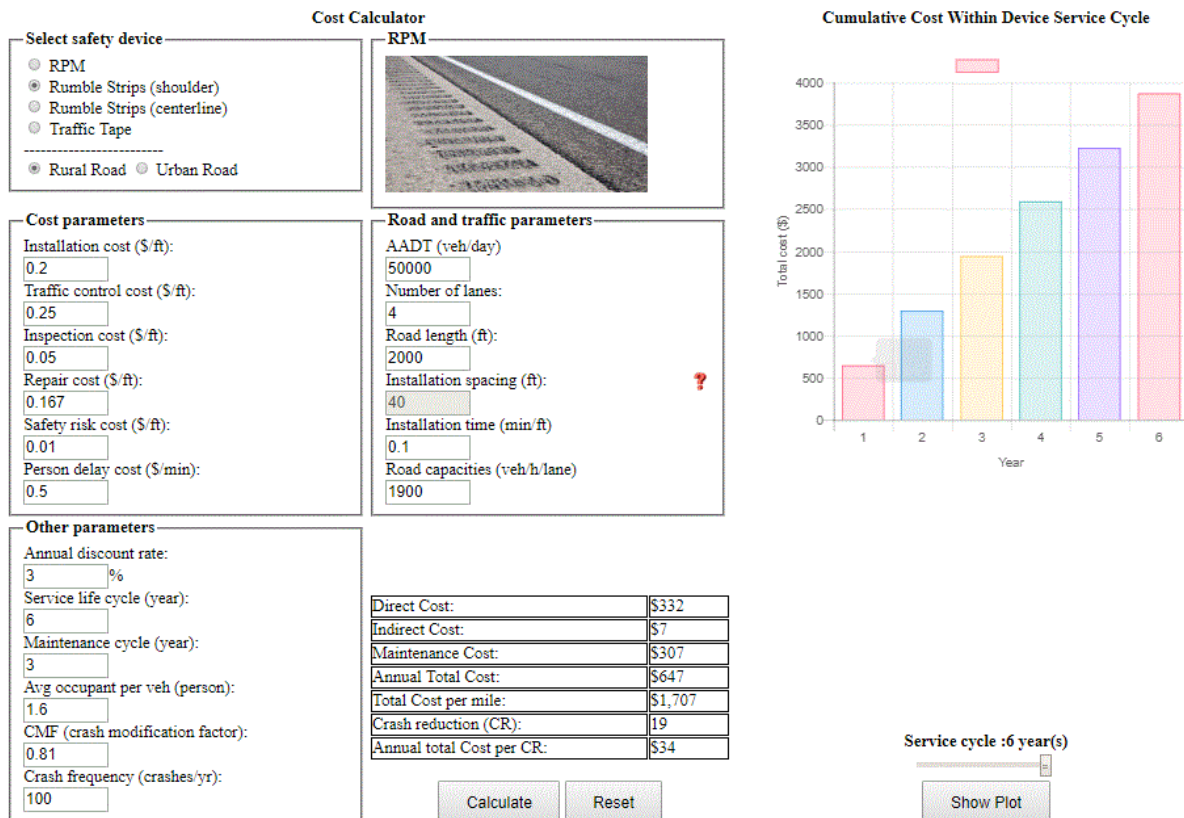 Cost Calculator
Select safety device
RPM
Rumble Strips (shoulder)
Rumble Strips (centerline)
Traffic Tape
-------------------------
Rural Road Urban Road
RPM
Cost parameters
Installation cost ($/ft):
0.2
Traffic control cost ($/ft):
0.25
Inspection cost ($/ft):
0.05
Repair cost ($/ft):
0.167
Safety risk cost ($/ft):
0.01
Person delay cost ($/min):
0.5
Road and traffic parameters
AADT (veh/day)
50000
Number of lanes:
4
Road length (ft):
2000
Installation spacing (ft):
?
40
Installation time (min/ft)
0.1
Road capacities (veh/h/lane)
1900
Other parameters
Annual discount rate:
3 %
Service life cycle (year):
6
Maintenance cycle (year):
3
Avg occupant per veh (person):
1.6
CMF (crash modification factor):
0.81
Crash frequency (crashes/yr):
100
Direct Cost: $332
Indirect Cost: $7
Maintenance Cost: $307
Annual Total Cost: $647
Total Cost per mile: $1,707
Crash reduction (CR): 19
Annual total Cost per CR: $34
Calculate Reset
Cumulative Cost Within Device Service Cycle
Total cost ($)
4000
3500
3000
2500
2000
1500
1000
500
0
1 2 3 4 5 6
Year
Service cycle :6 year(s)
Show Plot